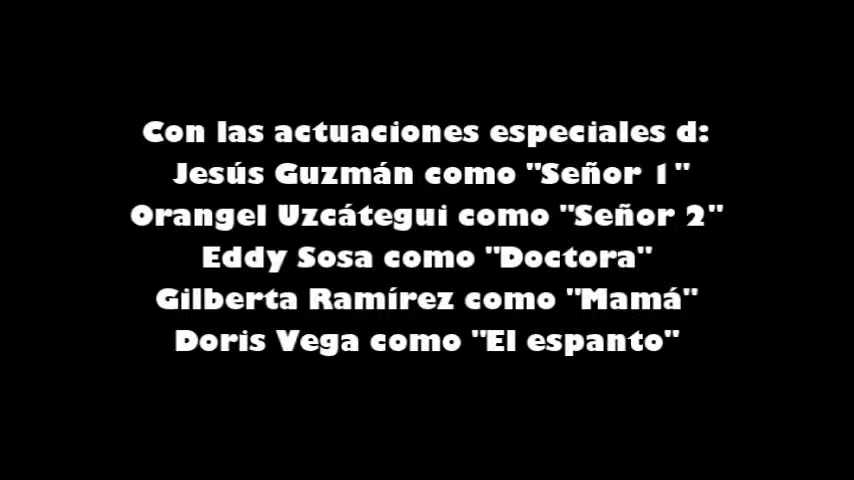 Con las actuaciones especiales d:
Jesús Guzmán como "Señor 1"
Orangel Uzcátegui como "Señor 2"
Eddy Sosa como "Doctora"
Gilberta Ramírez como "Mamá"
Doris Vega como "El espanto"